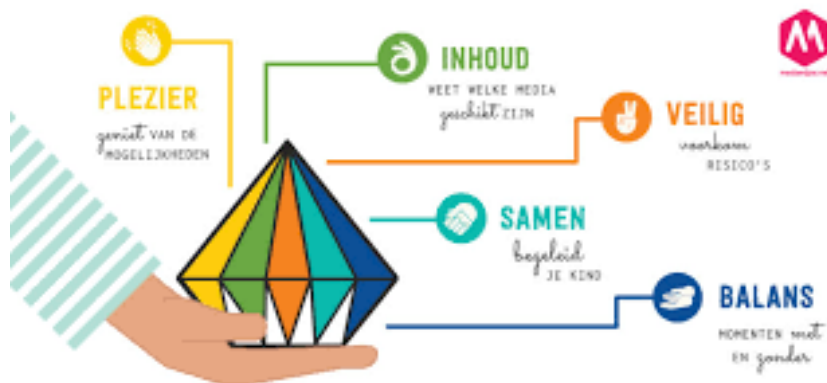 PLEZIER
geniet VAN DE
MOGELIJKHEDEN
INHOUD
WEET WELKE MEDIA
geschikt ZIJN
VEILIG
voorkom
RISICO'S
SAMEN
begeleid
JE KIND
BALANS
MOMENTEN met
EN zonder